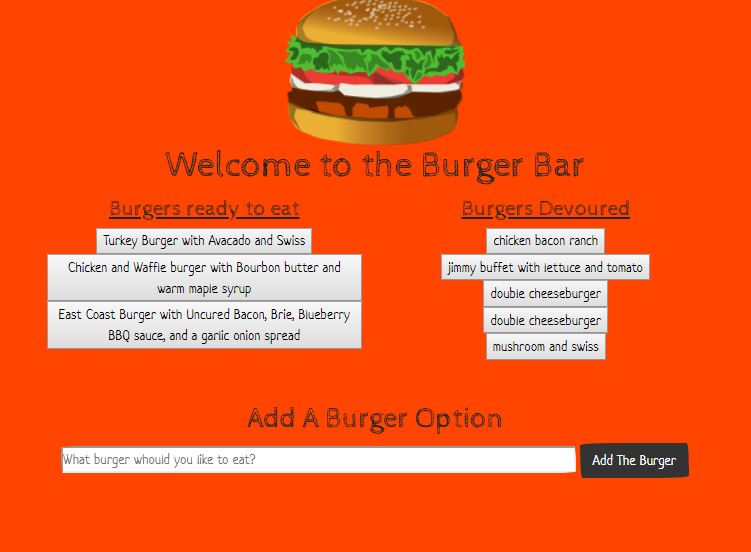 Welcome to the Burger Bar
Burgers ready to eat
Turkey Burger with Avacado and Swiss
Chicken and Waffle burger with Bourbon butter and
warm maple syrup
East Coast Burger with Uncured Bacon, Brie, Blueberry
BBQ sauce, and a garlic onion spread
Burgers Devoured
chicken bacon ranch
jimmy buffet with lettuce and tomato
double cheeseburger
double cheeseburger
mushroom and swiss
Add A Burger Option
What burger whould you like to eat?
Add The Burger